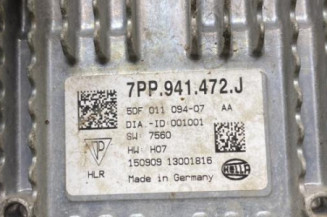 7PP.941.472.J
5DF 011 094-07 AA
DIA.-ID 001001
SW 7560
HW H07
150909 13001816
HLR
Made in Germany
HELLA